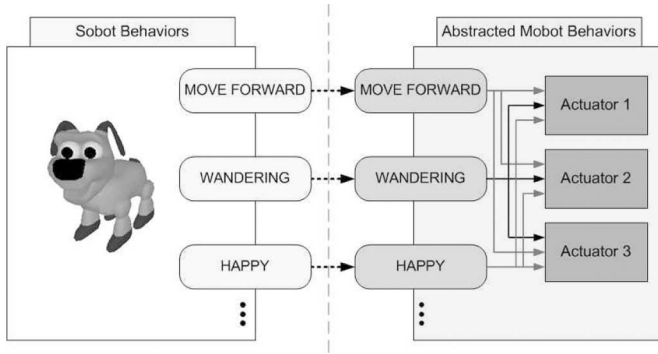 Sobot Behaviors
Abstracted Mobot Behaviors
MOVE FORWARD
MOVE FORWARD
Actuator 1
WANDERING
WANDERING
Actuator 2
HAPPY
HAPPY
Actuator 3